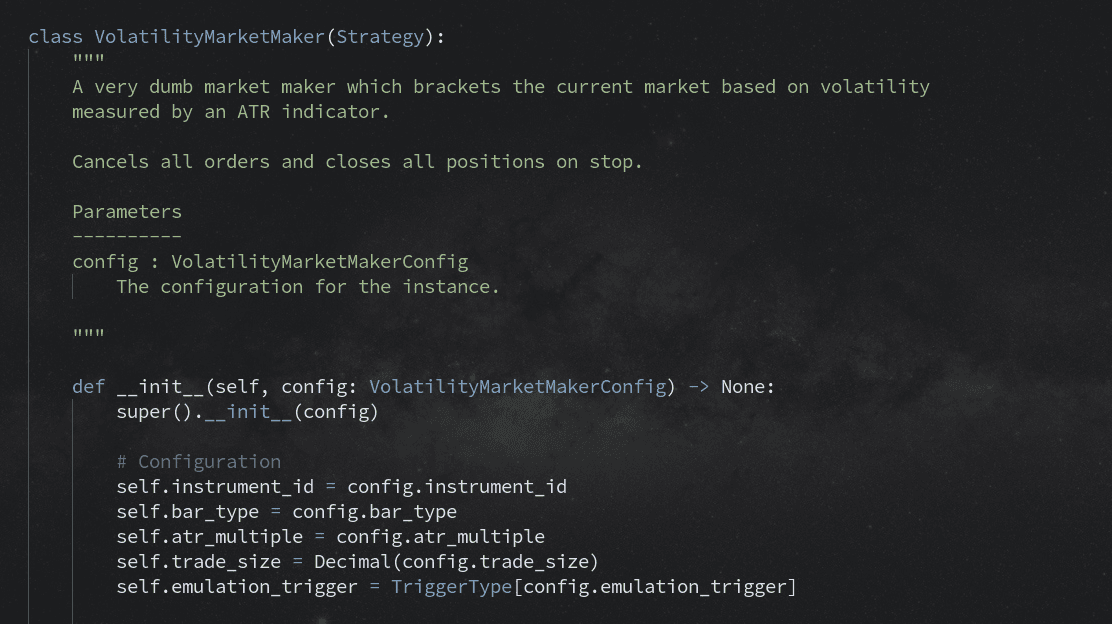 class VolatilityMarketMaker(Strategy):
    """
    A very dumb market maker which brackets the current market based on volatility
    measured by an ATR indicator.

    Cancels all orders and closes all positions on stop.

    Parameters
    ----------
    config : VolatilityMarketMakerConfig
        The configuration for the instance.

    """

    def __init__(self, config: VolatilityMarketMakerConfig) -> None:
        super().__init__(config)

        # Configuration
        self.instrument_id = config.instrument_id
        self.bar_type = config.bar_type
        self.atr_multiple = config.atr_multiple
        self.trade_size = Decimal(config.trade_size)
        self.emulation_trigger = TriggerType[config.emulation_trigger]